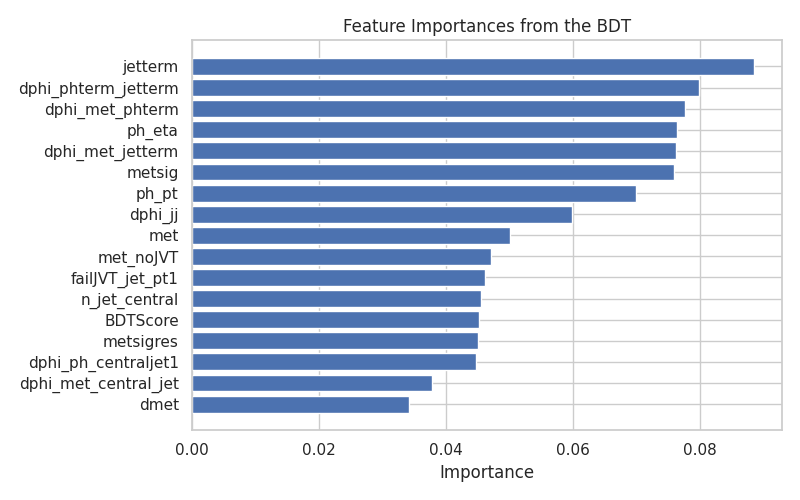 Feature Importances from the BDT
jetterm
dphi_phterm_jetterm
dphi_met_phterm
ph_eta
dphi_met_jetterm
metsig
ph_pt
dphi_jj
met
met_noJVT
failJVT_jet_pt1
n_jet_central
BDTScore
metsigres
dphi_ph_centraljet1
dphi_met_central_jet
dmet
0.00 0.02 0.04 0.06 0.08
Importance